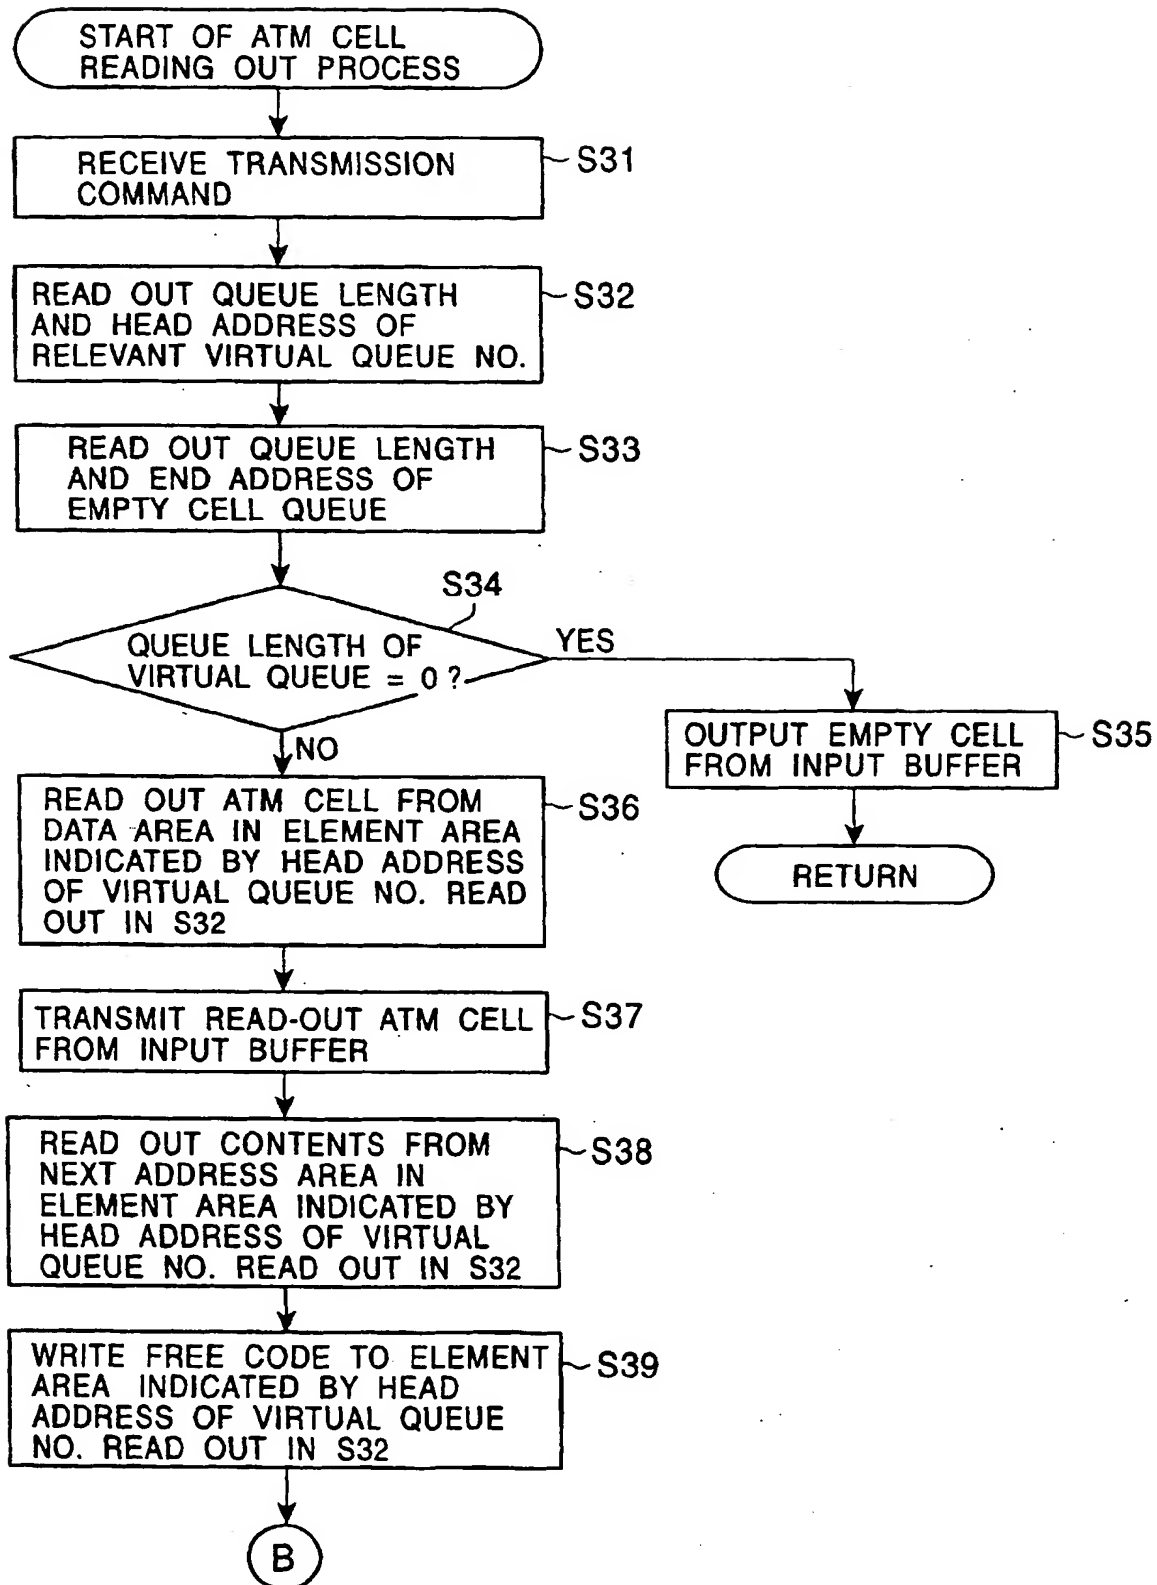 START OF ATM CELL
READING OUT PROCESS
RECEIVE TRANSMISSION
COMMAND
S31
READ OUT QUEUE LENGTH
AND HEAD ADDRESS OF
RELEVANT VIRTUAL QUEUE NO.
S32
READ OUT QUEUE LENGTH
AND END ADDRESS OF
EMPTY CELL QUEUE
S33
S34
QUEUE LENGTH OF
VIRTUAL QUEUE = 0 ?
YES
NO
OUTPUT EMPTY CELL
FROM INPUT BUFFER
S35
RETURN
READ OUT ATM CELL FROM
DATA AREA IN ELEMENT AREA
INDICATED BY HEAD ADDRESS
OF VIRTUAL QUEUE NO. READ
OUT IN S32
S36
TRANSMIT READ-OUT ATM CELL
FROM INPUT BUFFER
S37
READ OUT CONTENTS FROM
NEXT ADDRESS AREA IN
ELEMENT AREA INDICATED BY
HEAD ADDRESS OF VIRTUAL
QUEUE NO. READ OUT IN S32
S38
WRITE FREE CODE TO ELEMENT
AREA INDICATED BY HEAD
ADDRESS OF VIRTUAL QUEUE
NO. READ OUT IN S32
S39
B